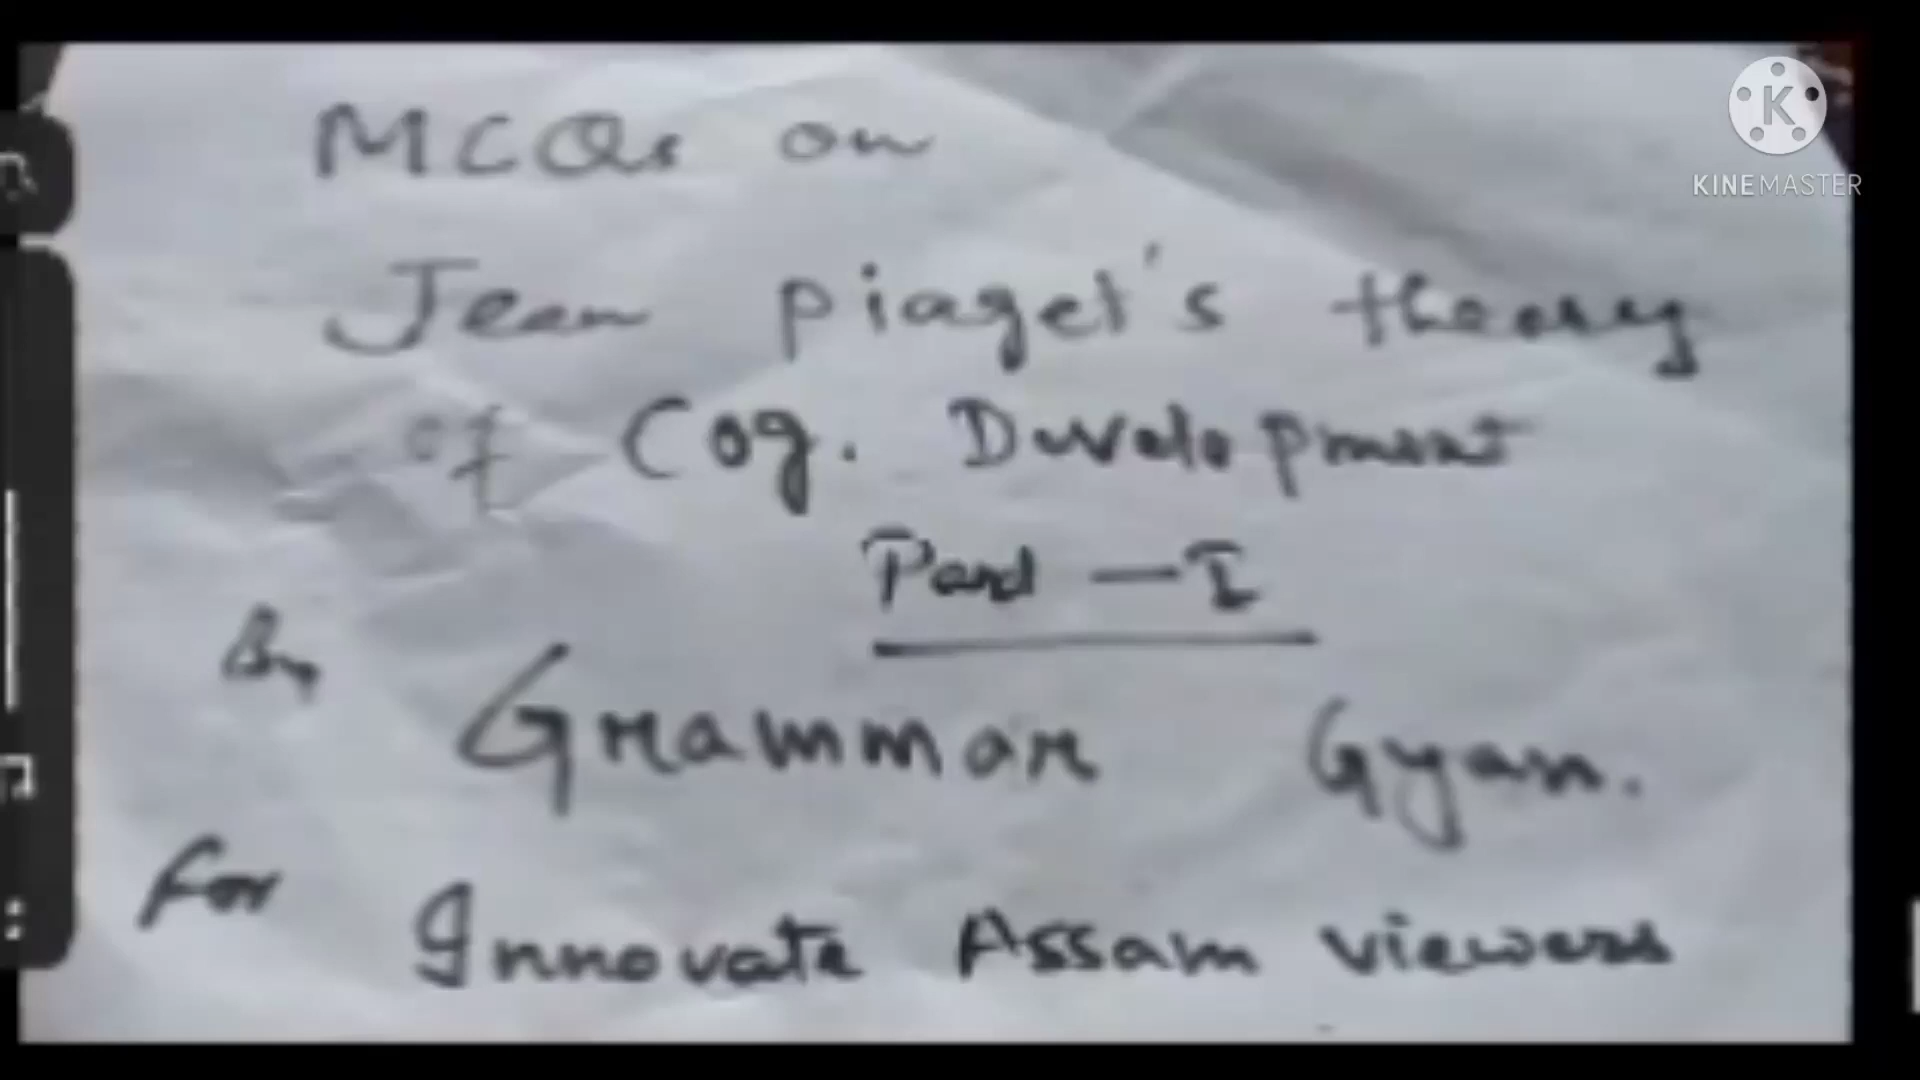 MCQs on
KINEMASTER
Jean Piaget's theory
of Cog. Development
Part - I
By
Grammar Gyan.
For Innovate Assam viewers